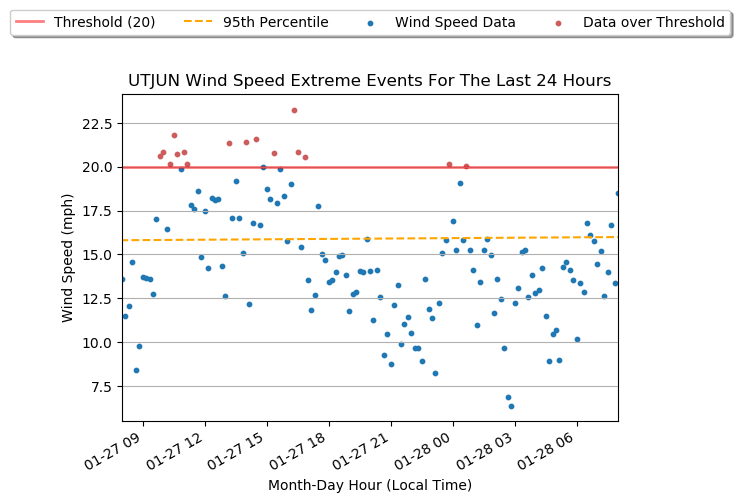 Threshold (20) 95th Percentile Wind Speed Data Data over Threshold
UTJUN Wind Speed Extreme Events For The Last 24 Hours
22.5
20.0
17.5
15.0
12.5
10.0
7.5
Wind Speed (mph)
01-27 09 01-27 12 01-27 15 01-27 18 01-27 21 01-28 00 01-28 03 01-28 06
Month-Day Hour (Local Time)